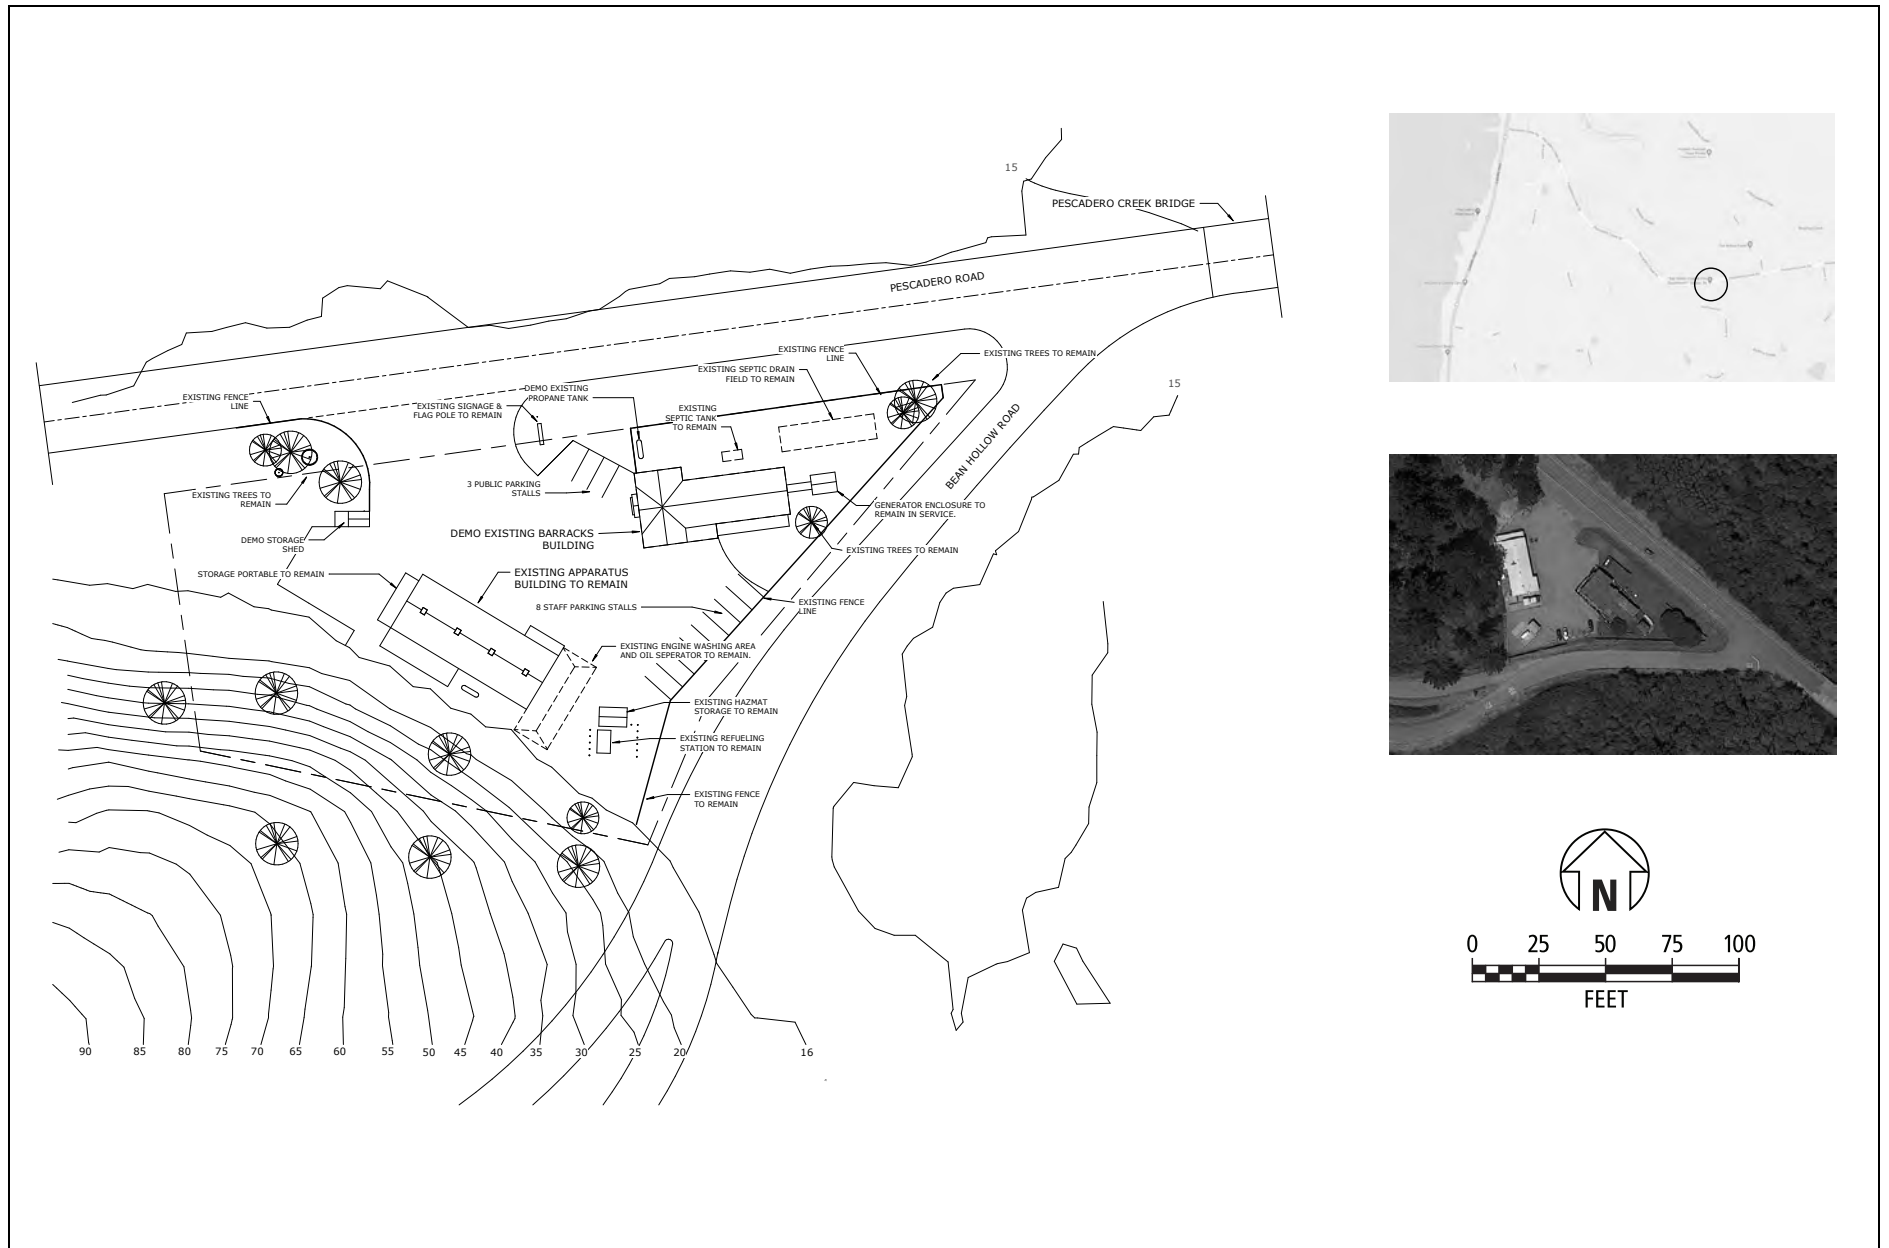 15
PESCADERO CREEK BRIDGE
PESCADERO ROAD
EXISTING FENCE
LINE
EXISTING TREES TO REMAIN
EXISTING SEPTIC DRAIN
FIELD TO REMAIN
15
DEMO EXISTING
PROPANE TANK
EXISTING FENCE
LINE
EXISTING SIGNAGE &
FLAG POLE TO REMAIN
EXISTING
SEPTIC TANK
TO REMAIN
BEAN HOLLOW ROAD
3 PUBLIC PARKING
STALLS
EXISTING TREES TO
REMAIN
GENERATOR ENCLOSURE TO
REMAIN IN SERVICE.
DEMO EXISTING BARRACKS
BUILDING
DEMO STORAGE
SHED
EXISTING TREES TO REMAIN
STORAGE PORTABLE TO REMAIN
EXISTING APPARATUS
BUILDING TO REMAIN
8 STAFF PARKING STALLS
EXISTING FENCE
LINE
EXISTING ENGINE WASHING AREA
AND OIL SEPERATOR TO REMAIN.
EXISTING HAZMAT
STORAGE TO REMAIN
EXISTING REFUELING
STATION TO REMAIN
EXISTING FENCE
TO REMAIN
90 85 80 75 70 65 60 55 50 45 40 35 30 25 20 16
N
0 25 50 75 100
FEET